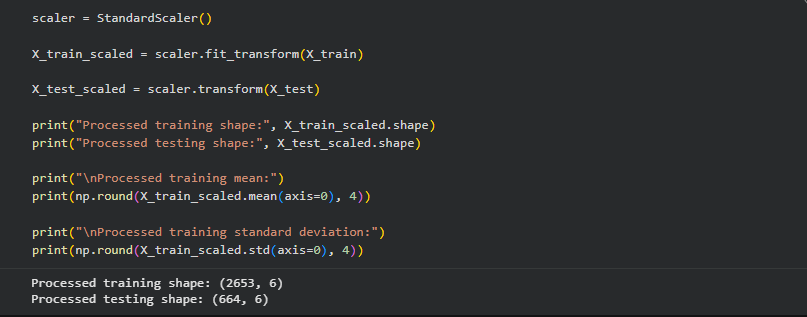 scaler = StandardScaler()
X_train_scaled = scaler.fit_transform(X_train)
X_test_scaled = scaler.transform(X_test)
print("Processed training shape:", X_train_scaled.shape)
print("Processed testing shape:", X_test_scaled.shape)
print("\nProcessed training mean:")
print(np.round(X_train_scaled.mean(axis=0), 4))
print("\nProcessed training standard deviation:")
print(np.round(X_train_scaled.std(axis=0), 4))
Processed training shape: (2653, 6)
Processed testing shape: (664, 6)